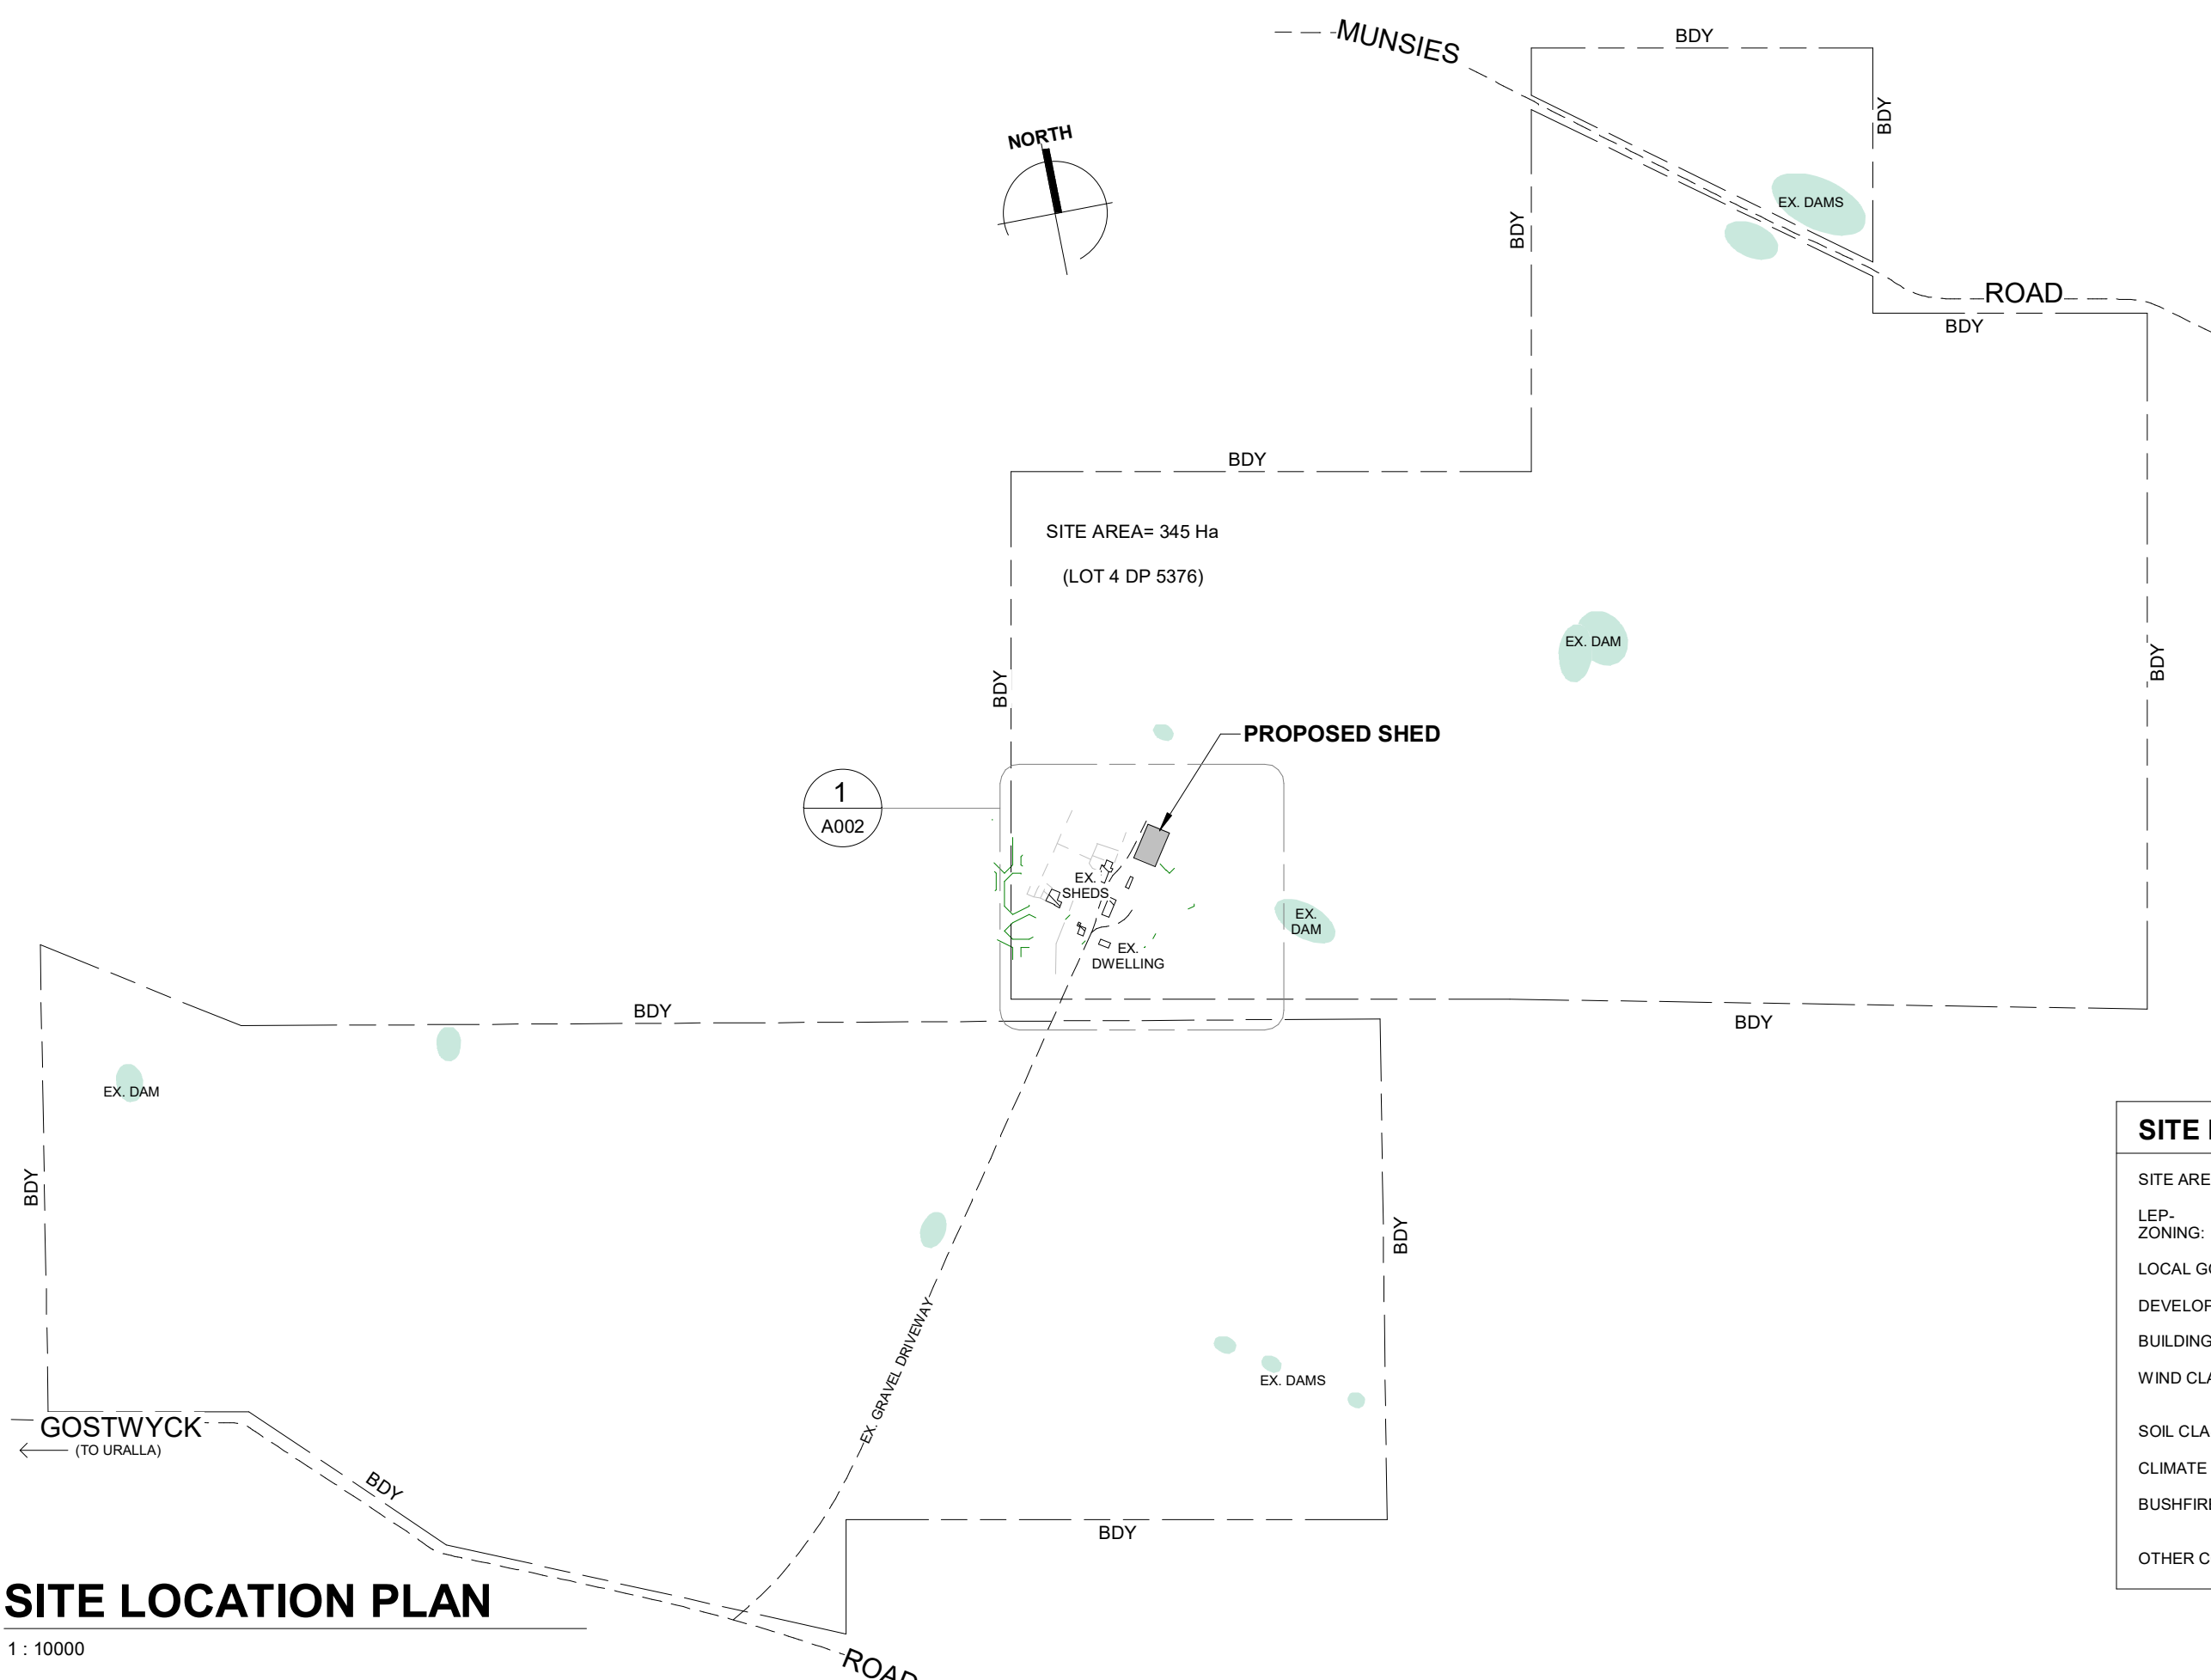 MUNSIES
BDY
BDY
NORTH
EX. DAMS
BDY
ROAD
BDY
BDY
SITE AREA= 345 Ha
(LOT 4 DP 5376)
EX. DAM
BDY
BDY
PROPOSED SHED
1
A002
EX.
SHEDS
EX.
DAM
EX.
DWELLING
BDY
BDY
EX. DAM
BDY
BDY
EX. GRAVEL DRIVEWAY
EX. DAMS
GOSTWYCK
(TO URALLA)
BDY
BDY
ROAD
SITE LOCATION PLAN
1 : 10000
SITE
SITE ARE
LEP-
ZONING:
LOCAL GO
DEVELOP
BUILDING
WIND CLA
SOIL CLA
CLIMATE
BUSHFIRE
OTHER C